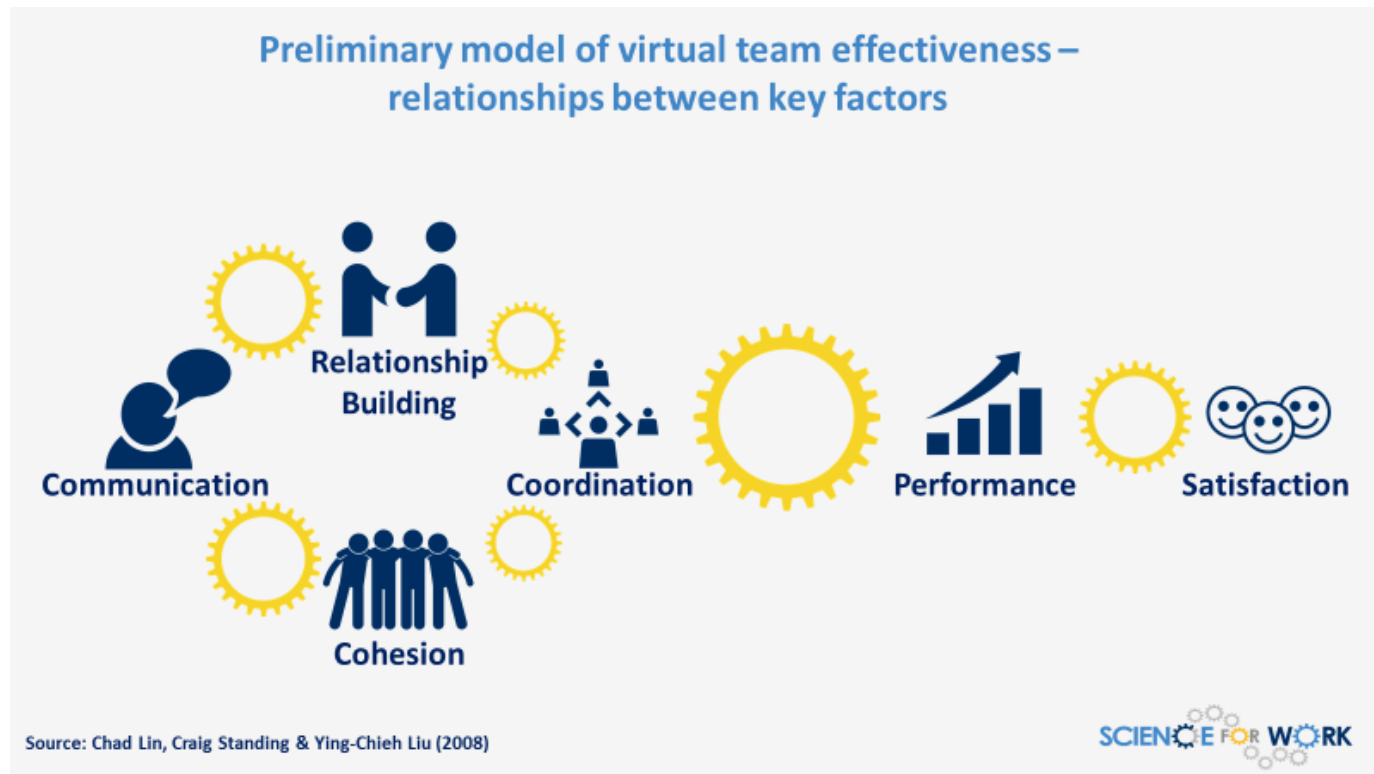 Preliminary model of virtual team effectiveness –
relationships between key factors
Relationship
Building
Communication
Coordination
Performance
Satisfaction
Cohesion
Source: Chad Lin, Craig Standing & Ying-Chieh Liu (2008)
SCIENCE FOR WORK